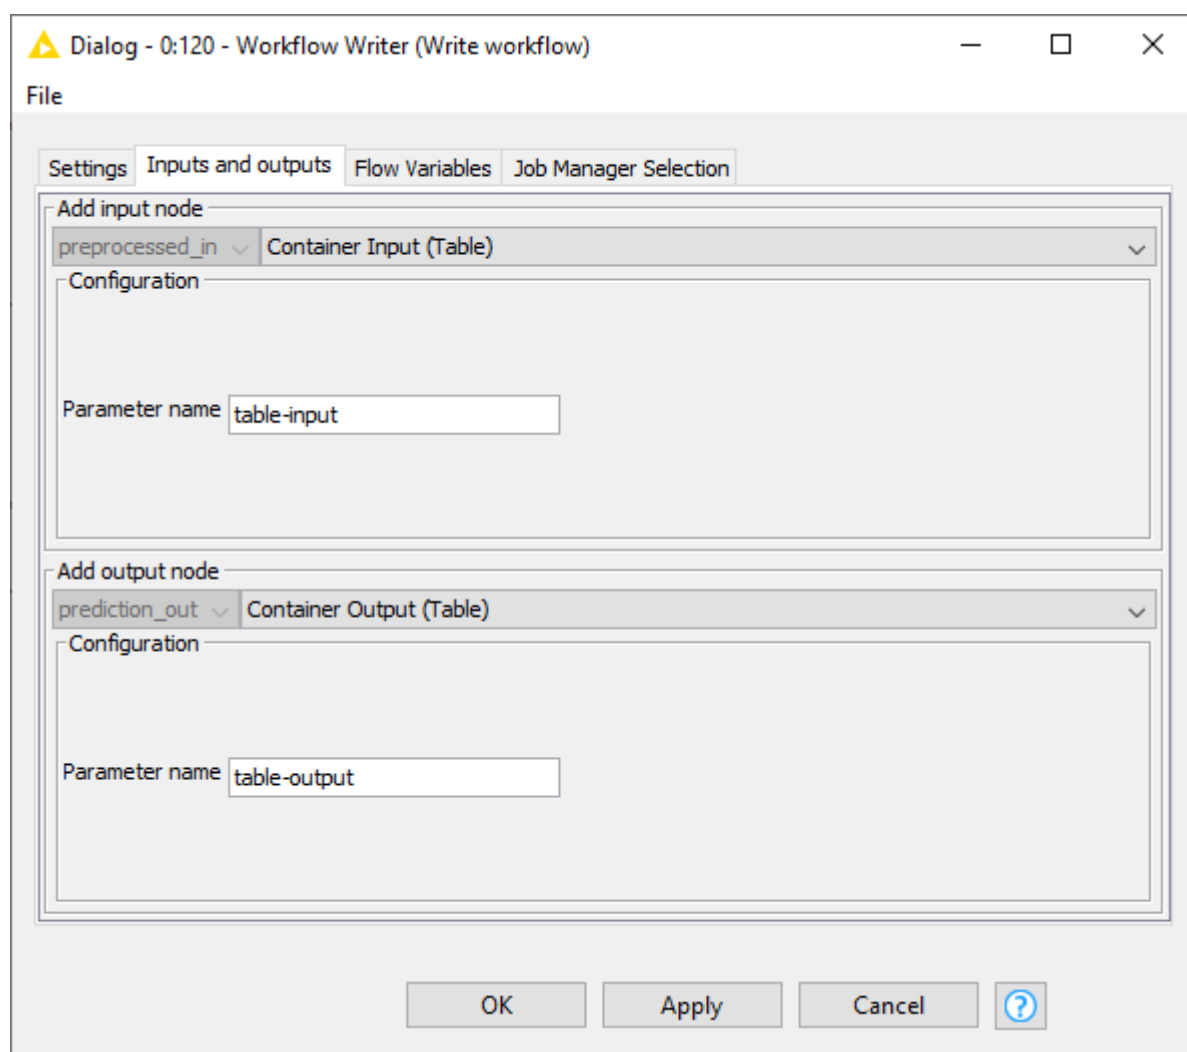 Dialog - 0:120 - Workflow Writer (Write workflow)
File
Settings Inputs and outputs Flow Variables Job Manager Selection
Add input node
preprocessed_in Container Input (Table)
Configuration
Parameter name table-input
Add output node
prediction_out Container Output (Table)
Configuration
Parameter name table-output
OK Apply Cancel ?